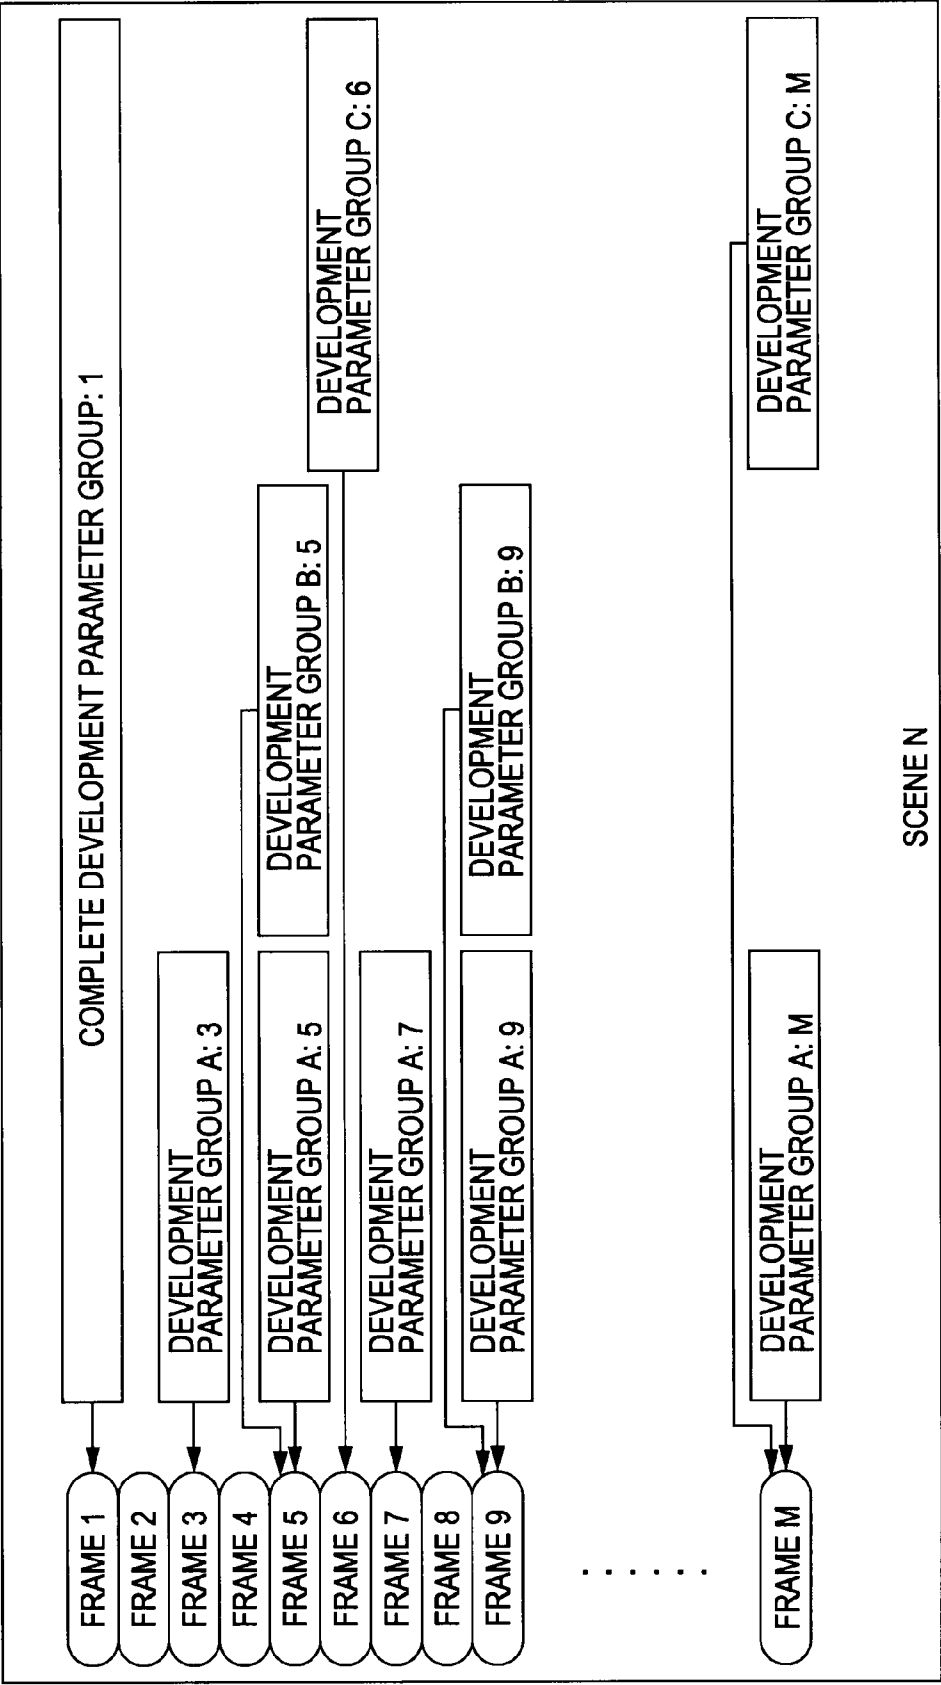 FRAME 1
COMPLETE DEVELOPMENT PARAMETER GROUP: 1
FRAME 2
FRAME 3
DEVELOPMENT
PARAMETER GROUP A: 3
FRAME 4
FRAME 5
DEVELOPMENT
PARAMETER GROUP A: 5
DEVELOPMENT
PARAMETER GROUP B: 5
FRAME 6
DEVELOPMENT
PARAMETER GROUP C: 6
FRAME 7
DEVELOPMENT
PARAMETER GROUP A: 7
FRAME 8
FRAME 9
DEVELOPMENT
PARAMETER GROUP A: 9
DEVELOPMENT
PARAMETER GROUP B: 9
......
FRAME M
DEVELOPMENT
PARAMETER GROUP A: M
DEVELOPMENT
PARAMETER GROUP C: M
SCENE N